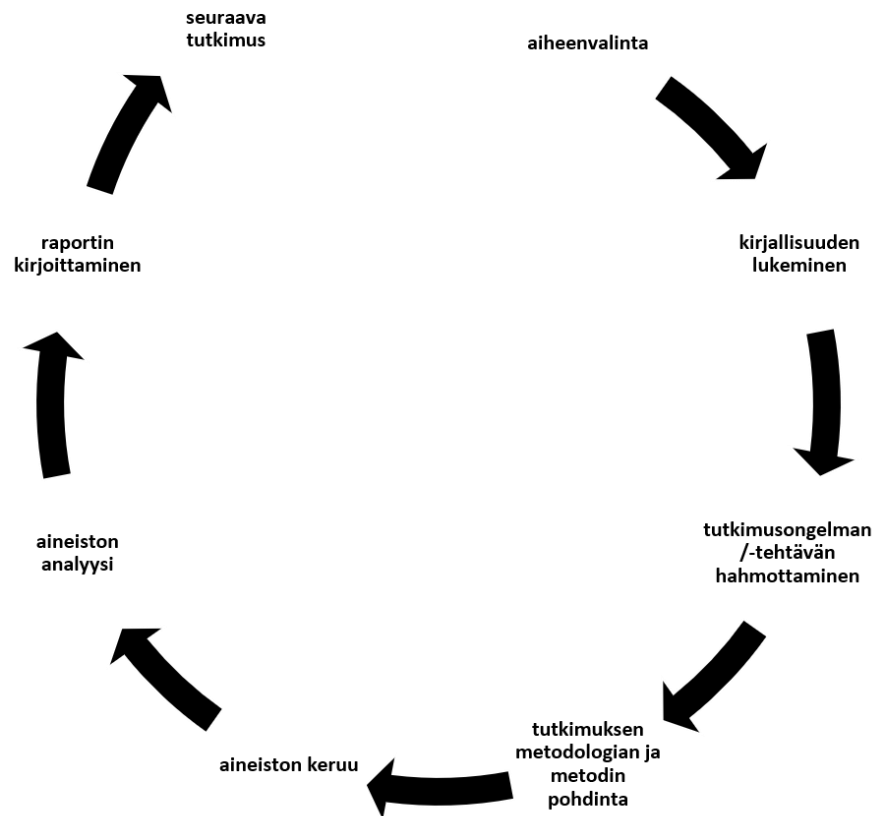 aiheenvalinta
kirjallisuuden
lukeminen
tutkimusongelman
/-tehtävän
hahmottaminen
tutkimuksen
metodologian ja
metodin
pohdinta
aineiston keruu
aineiston
analyysi
raportin
kirjoittaminen
seuraava
tutkimus